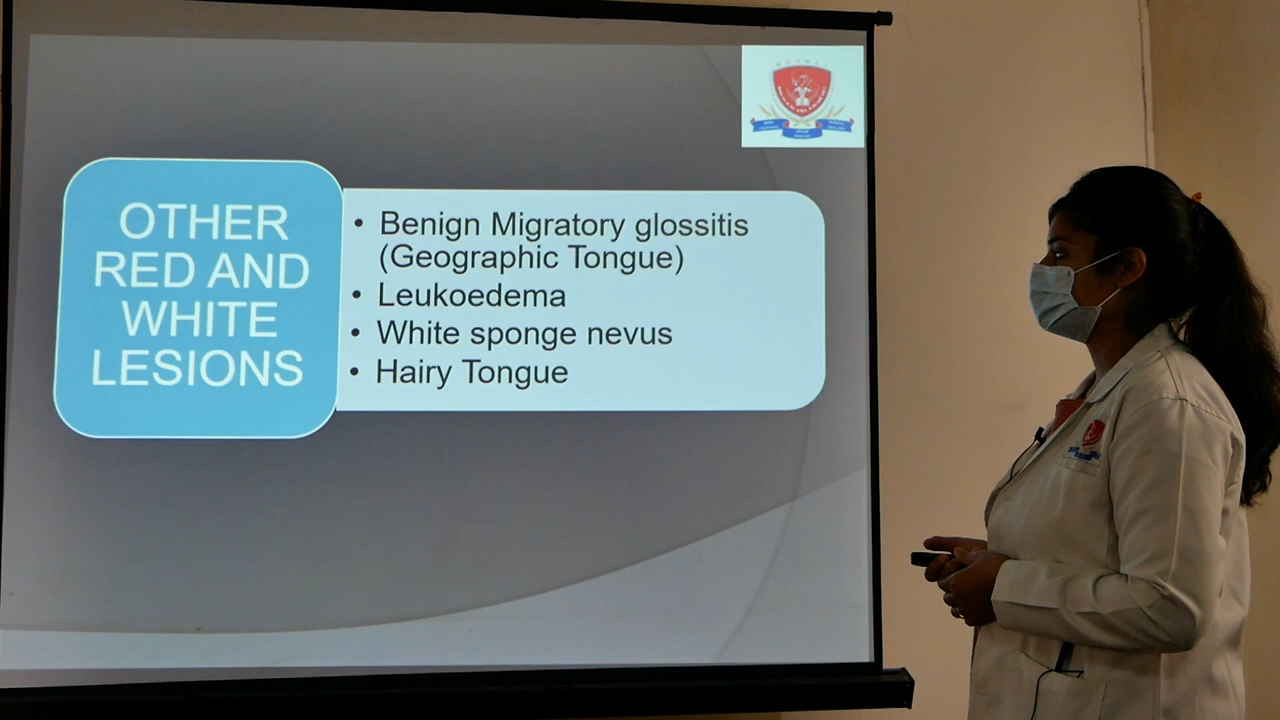 OTHER
RED AND
WHITE
LESIONS
• Benign Migratory glossitis
(Geographic Tongue)
• Leukoedema
• White sponge nevus
• Hairy Tongue